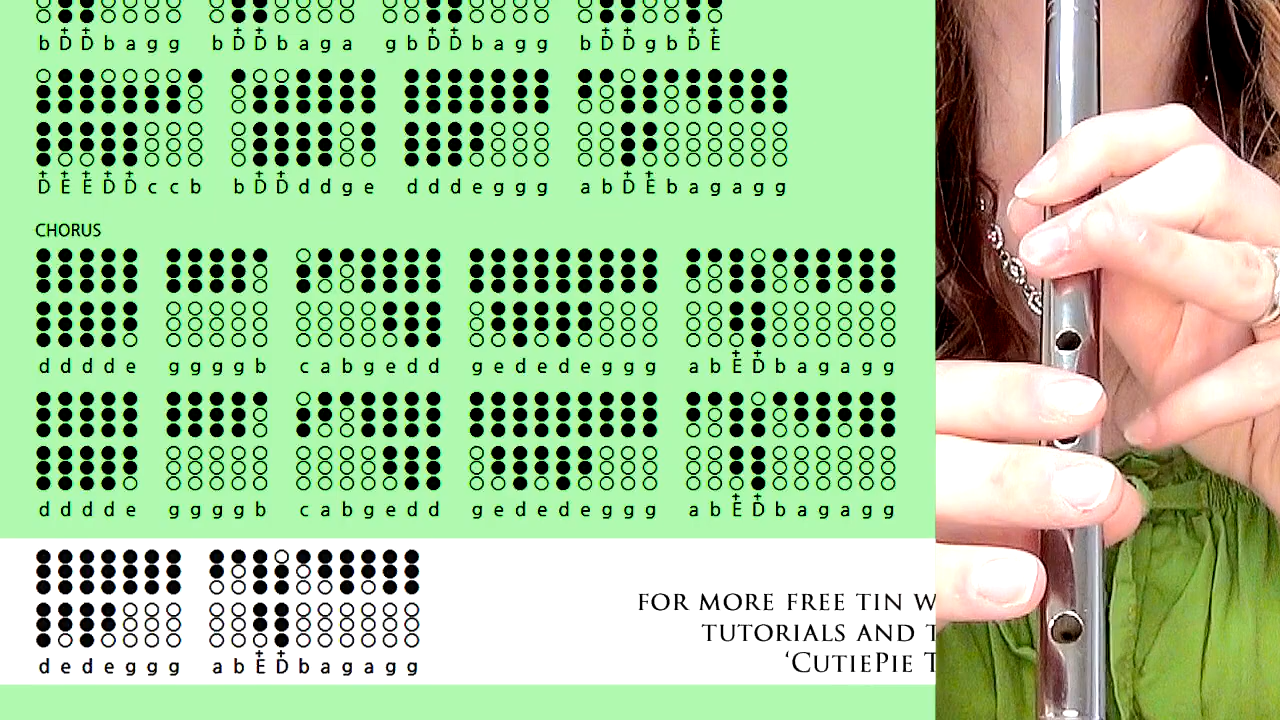 b D D b a g g b D D b a g a g b D D b a g g b D D g b D E
D E E D D c c b b D D d d g e d d d e g g g a b D E b a g a g g
CHORUS
d d d d e g g g g b c a b g e d d g e d e d e g g g a b E D b a g a g g
d d d d e g g g g b c a b g e d d g e d e d e g g g a b E D b a g a g g
d e d e g g g a b E D b a g a g g
FOR MORE FREE TIN W
TUTORIALS AND T
‘CUTIEPIE T